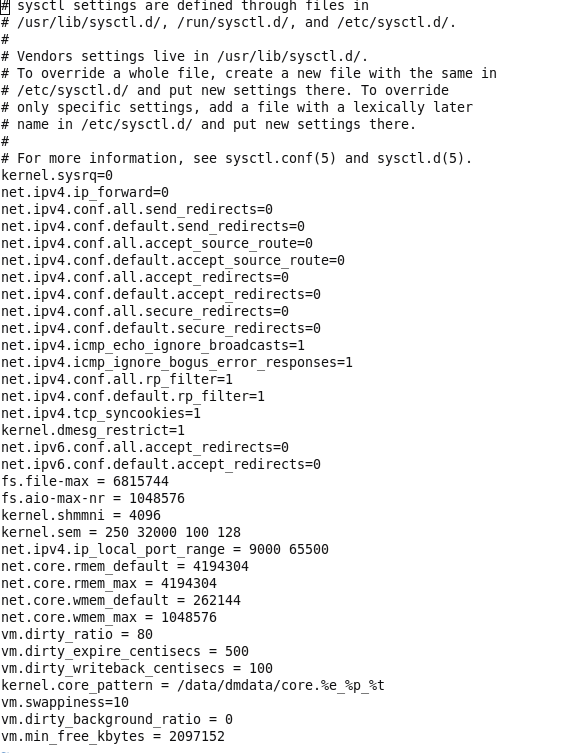 # sysctl settings are defined through files in
# /usr/lib/sysctl.d/, /run/sysctl.d/, and /etc/sysctl.d/.
#
# Vendors settings live in /usr/lib/sysctl.d/.
# To override a whole file, create a new file with the same in
# /etc/sysctl.d/ and put new settings there. To override
# only specific settings, add a file with a lexically later
# name in /etc/sysctl.d/ and put new settings there.
#
# For more information, see sysctl.conf(5) and sysctl.d(5).
kernel.sysrq=0
net.ipv4.ip_forward=0
net.ipv4.conf.all.send_redirects=0
net.ipv4.conf.default.send_redirects=0
net.ipv4.conf.all.accept_source_route=0
net.ipv4.conf.default.accept_source_route=0
net.ipv4.conf.all.accept_redirects=0
net.ipv4.conf.default.accept_redirects=0
net.ipv4.conf.all.secure_redirects=0
net.ipv4.conf.default.secure_redirects=0
net.ipv4.icmp_echo_ignore_broadcasts=1
net.ipv4.icmp_ignore_bogus_error_responses=1
net.ipv4.conf.all.rp_filter=1
net.ipv4.conf.default.rp_filter=1
net.ipv4.tcp_syncookies=1
kernel.dmesg_restrict=1
net.ipv6.conf.all.accept_redirects=0
net.ipv6.conf.default.accept_redirects=0
fs.file-max = 6815744
fs.aio-max-nr = 1048576
kernel.shmmni = 4096
kernel.sem = 250 32000 100 128
net.ipv4.ip_local_port_range = 9000 65500
net.core.rmem_default = 4194304
net.core.rmem_max = 4194304
net.core.wmem_default = 262144
net.core.wmem_max = 1048576
vm.dirty_ratio = 80
vm.dirty_expire_centisecs = 500
vm.dirty_writeback_centisecs = 100
kernel.core_pattern = /data/dmdata/core.%e_%p_%t
vm.swappiness=10
vm.dirty_background_ratio = 0
vm.min_free_kbytes = 2097152